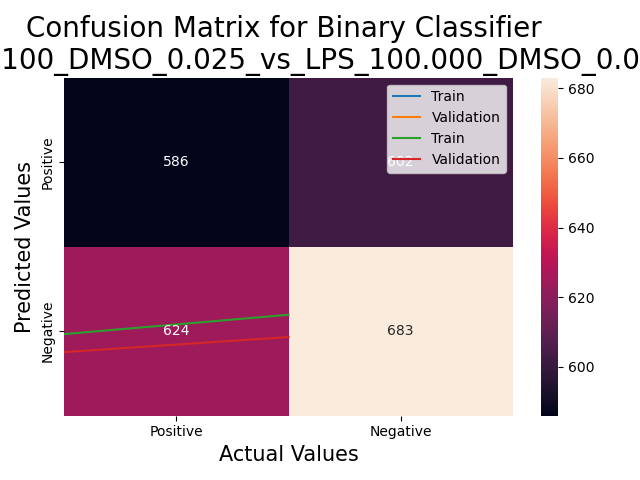 Confusion Matrix for Binary Classifier
100_DMSO_0.025_vs_LPS_100.000_DMSO_0.0
Train
Validation
Train
Validation
Positive
Negative
Predicted Values
586
602
624
683
Positive
Negative
Actual Values
680
660
640
620
600